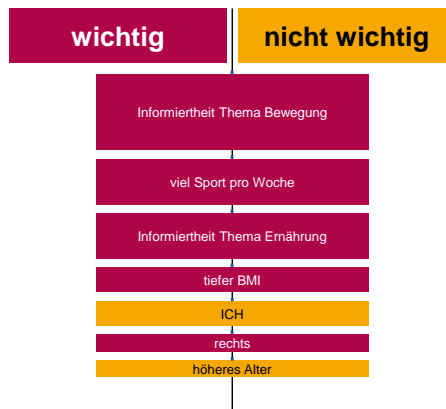 wichtig
nicht wichtig
Informiertheit Thema Bewegung
viel Sport pro Woche
Informiertheit Thema Ernährung
tiefer BMI
ICH
rechts
höheres Alter